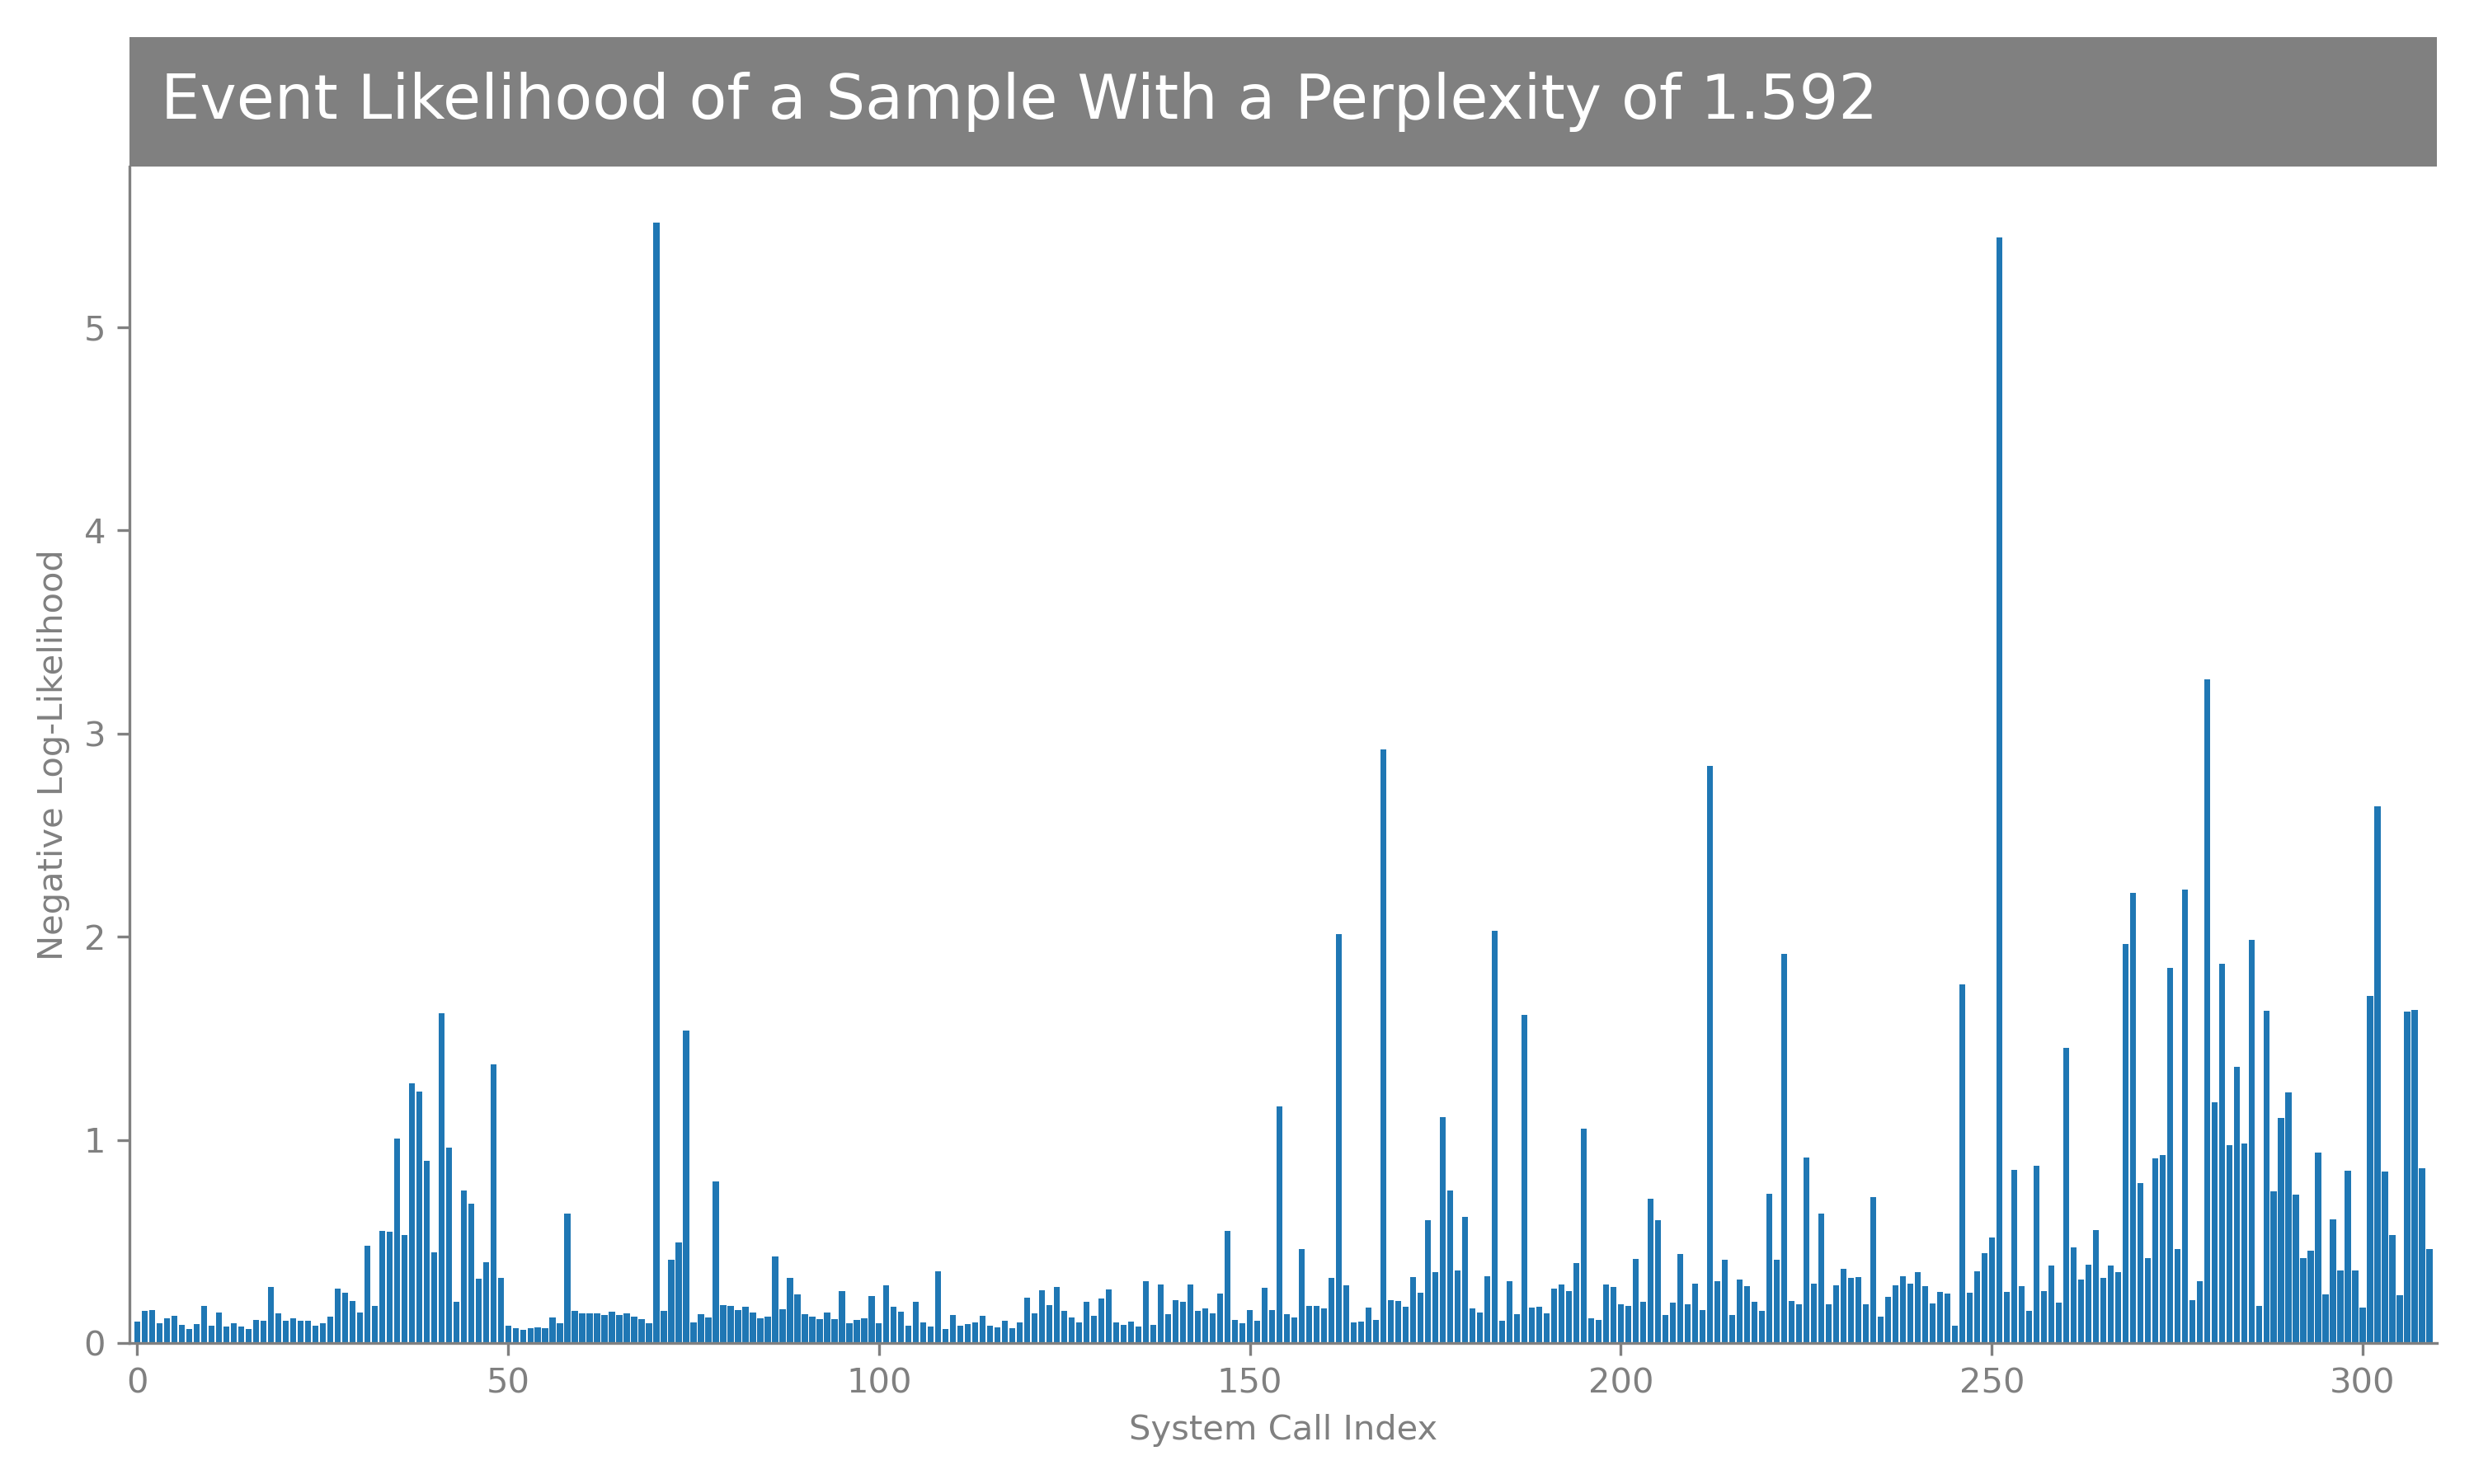 Event Likelihood of a Sample With a Perplexity of 1.592
Negative Log-Likelihood
5
4
3
2
1
0
0 50 100 150 200 250 300
System Call Index